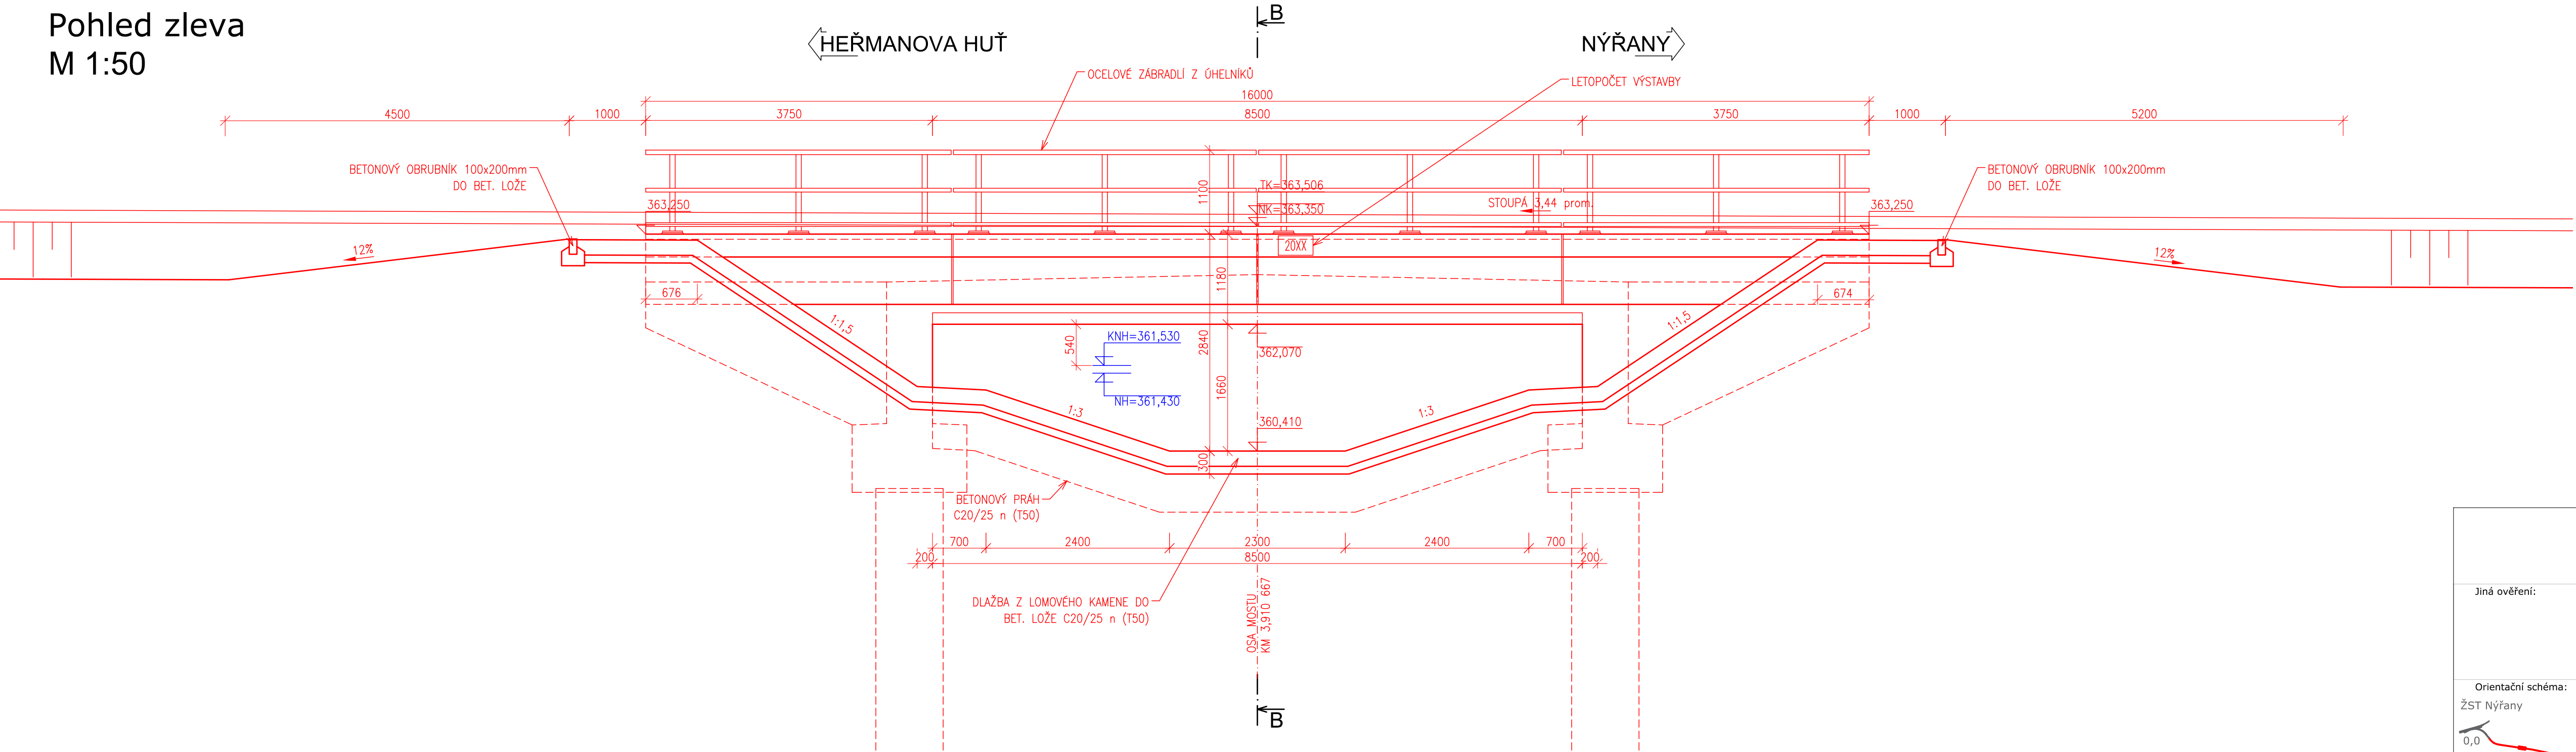 Pohled zleva
M 1:50
B
HEŘMANOVA HUŤ
NÝŘANY
OCELOVÉ ZÁBRADLÍ Z ÚHELNÍKŮ
LETOPOČET VÝSTAVBY
16000
4500
1000
3750
8500
3750
1000
5200
BETONOVÝ OBRUBNÍK 100x200mm
DO BET. LOŽE
BETONOVÝ OBRUBNÍK 100x200mm
DO BET. LOŽE
1100
TK=363,506
NK=363,350
363,250
STOUPÁ 3,44 prom.
363,250
20XX
12%
12%
676
674
1180
1:1,5
1:1,5
540
KNH=361,530
NH=361,430
2840
362,070
1660
360,410
1:3
1:3
300
BETONOVÝ PRÁH
C20/25 n (T50)
700
2400
2300
2400
700
200
8500
200
DLAŽBA Z LOMOVÉHO KAMENE DO
BET. LOŽE C20/25 n (T50)
OSA MOSTU
KM 3,910 667
B
Jiná ověření:
Orientační schéma:
ŽST Nýřany
0,0